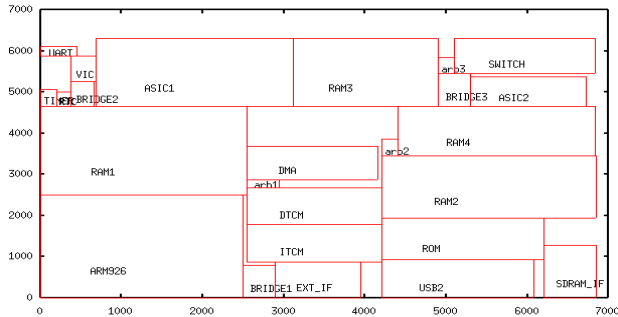 7000
6000
UART
SWITCH
VIC
arb3
5000
ASIC1
RAM3
TI
BRIDGE2
BRIDGE3
ASIC2
4000
RAM4
arb2
3000
RAM1
DMA
arb1
2000
DTCM
RAM2
ITCM
ROM
1000
ARM926
BRIDGE1
EXT_IF
USB2
SDRAM_IF
0
0
1000
2000
3000
4000
5000
6000
7000